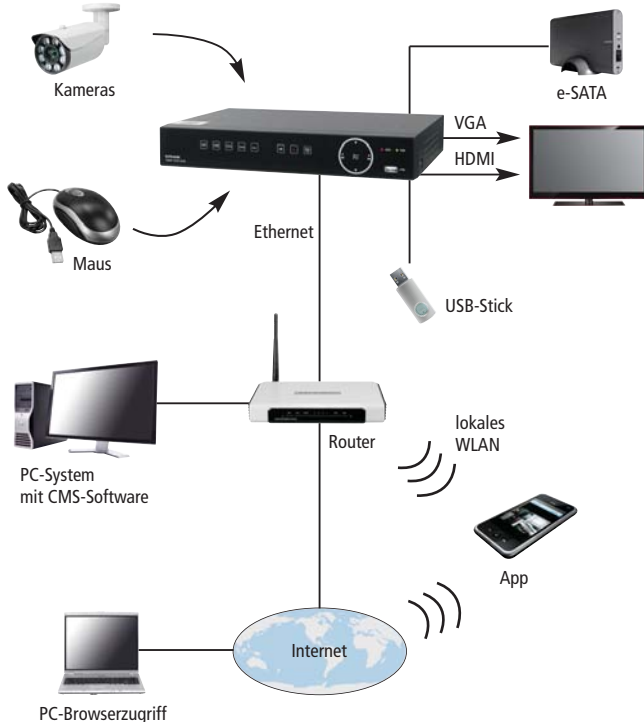 Kameras
e-SATA
VGA
HDMI
Ethernet
Maus
USB-Stick
Router
lokales
WLAN
PC-System
mit CMS-Software
App
Internet
PC-Browserzugriff